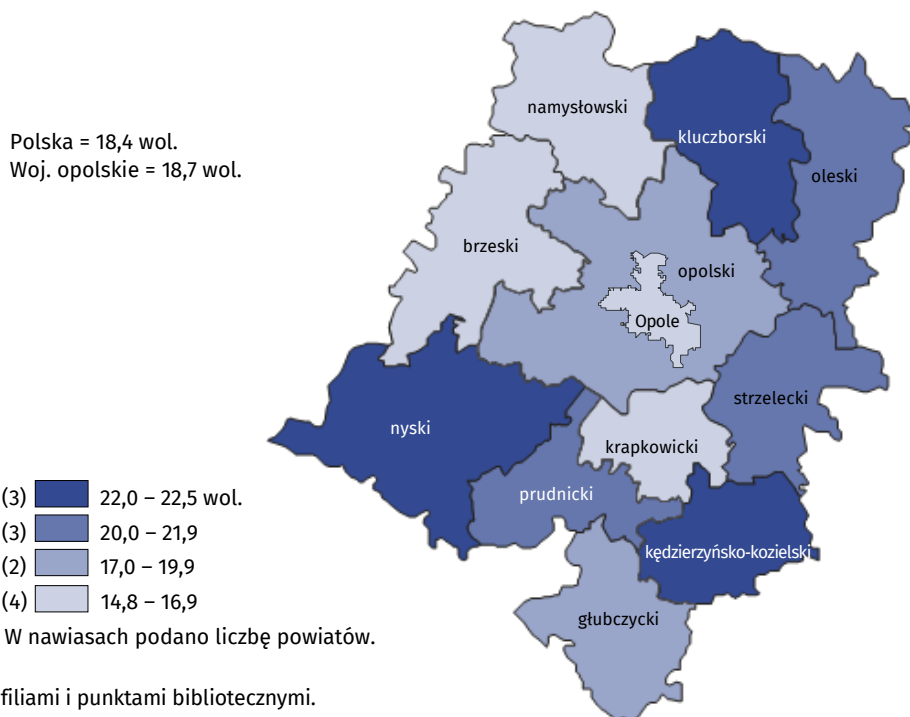 Polska = 18,4 wol.
Woj. opolskie = 18,7 wol.
namysłowski
kluczborski
oleski
brzeski
opolski
Opole
strzelecki
nyski
krapkowicki
prudnicki
kędzierzyńsko-kozielski
głubczycki
(3) 22,0 – 22,5 wol.
(3) 20,0 – 21,9
(2) 17,0 – 19,9
(4) 14,8 – 16,9
W nawiasach podano liczbę powiatów.
filiami i punktami bibliotecznymi.